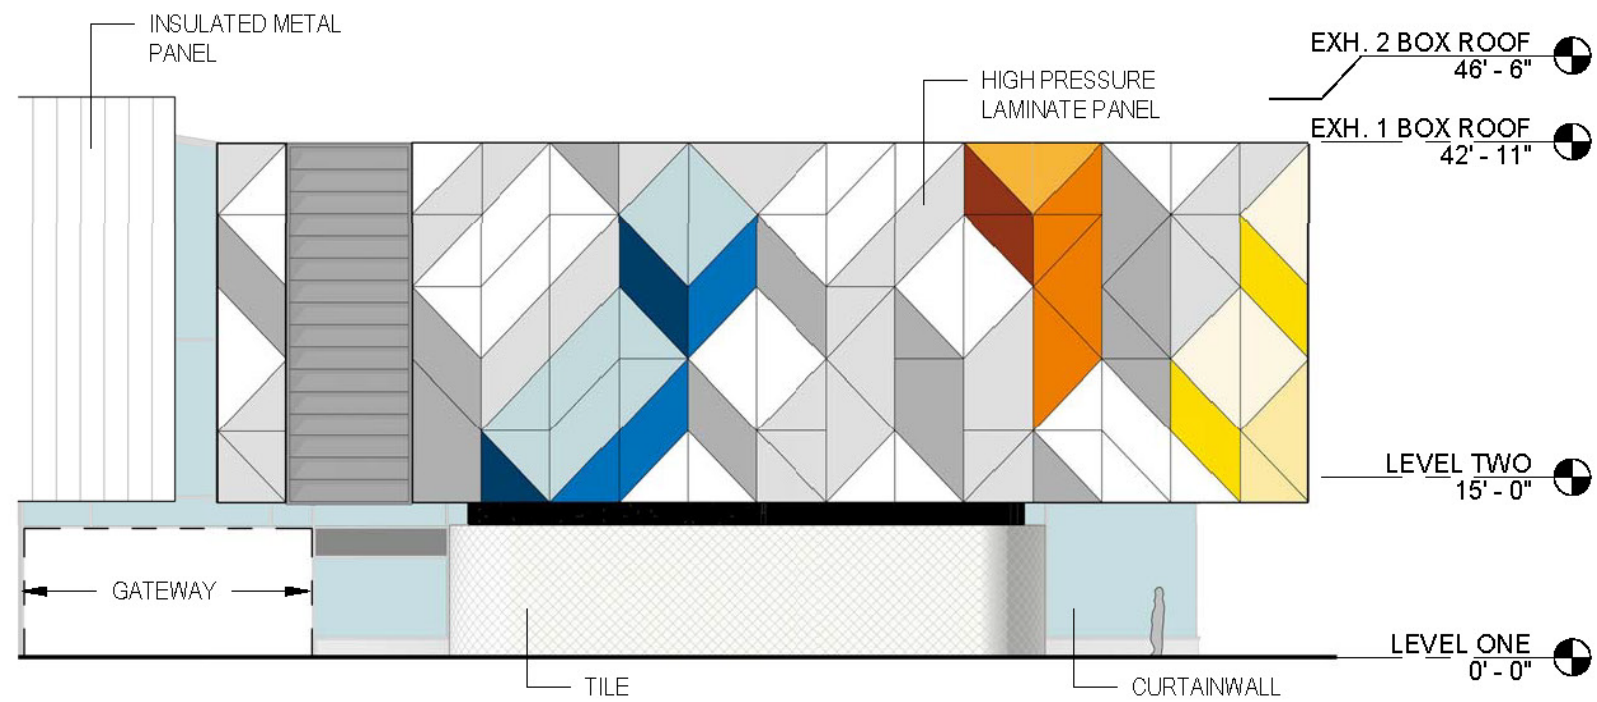 INSULATED METAL
PANEL
HIGH PRESSURE
LAMINATE PANEL
EXH. 2 BOX ROOF
46' - 6"
EXH. 1 BOX ROOF
42' - 11"
LEVEL TWO
15' - 0"
GATEWAY
LEVEL ONE
0' - 0"
TILE
CURTAINWALL